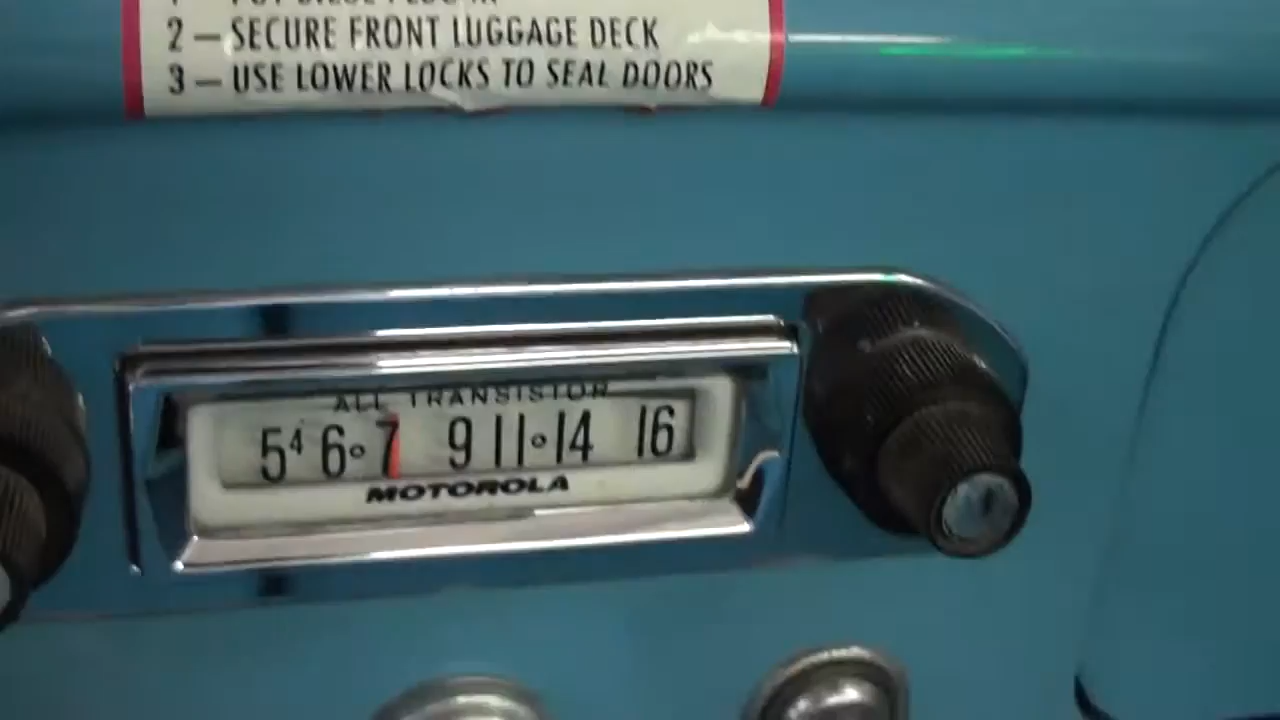 2 — SECURE FRONT LUGGAGE DECK
3 — USE LOWER LOCKS TO SEAL DOORS
ALL TRANSISTOR
54 6 7 9 11 14 16
MOTOROLA